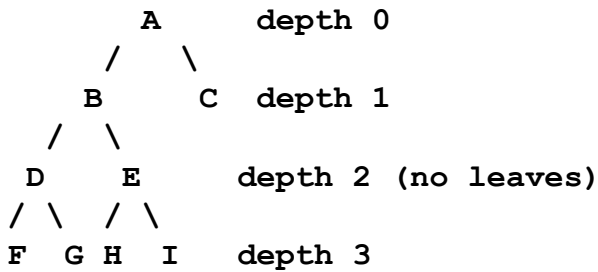 A depth 0
/ \
B C depth 1
/ \
D E depth 2 (no leaves)
/ \ / \
F G H I depth 3